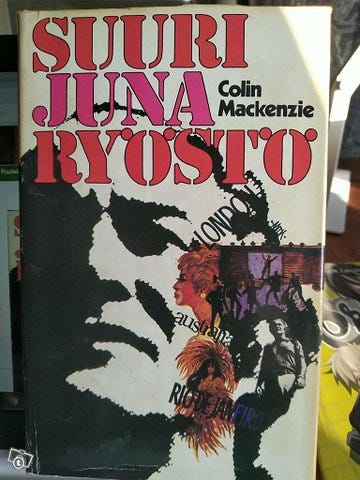 SUURI
JUNA
RYÖSTÖ
Colin
Mackenzie
LONDON
australia
RIO DE JANEIRO